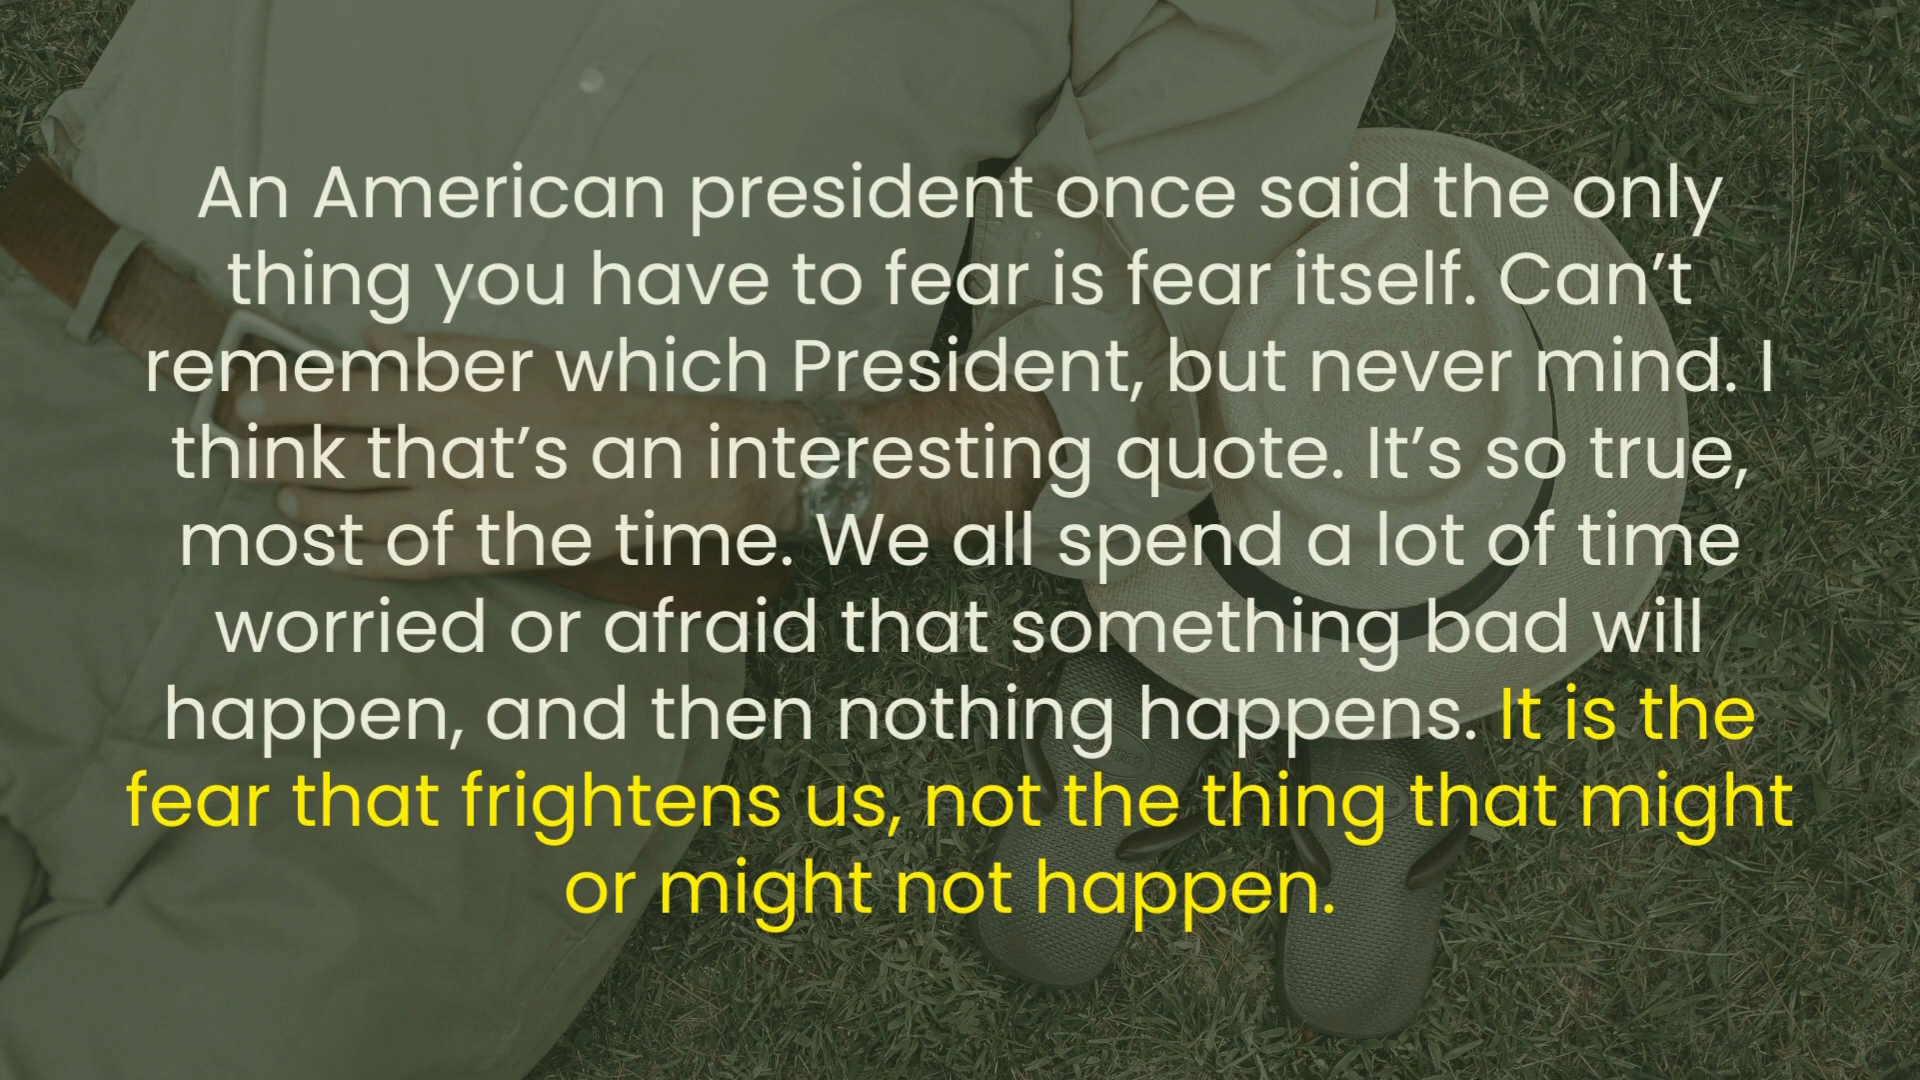 An American president once said the only
thing you have to fear is fear itself. Can’t
remember which President, but never mind. I
think that’s an interesting quote. It’s so true,
most of the time. We all spend a lot of time
worried or afraid that something bad will
happen, and then nothing happens. It is the
fear that frightens us, not the thing that might
or might not happen.